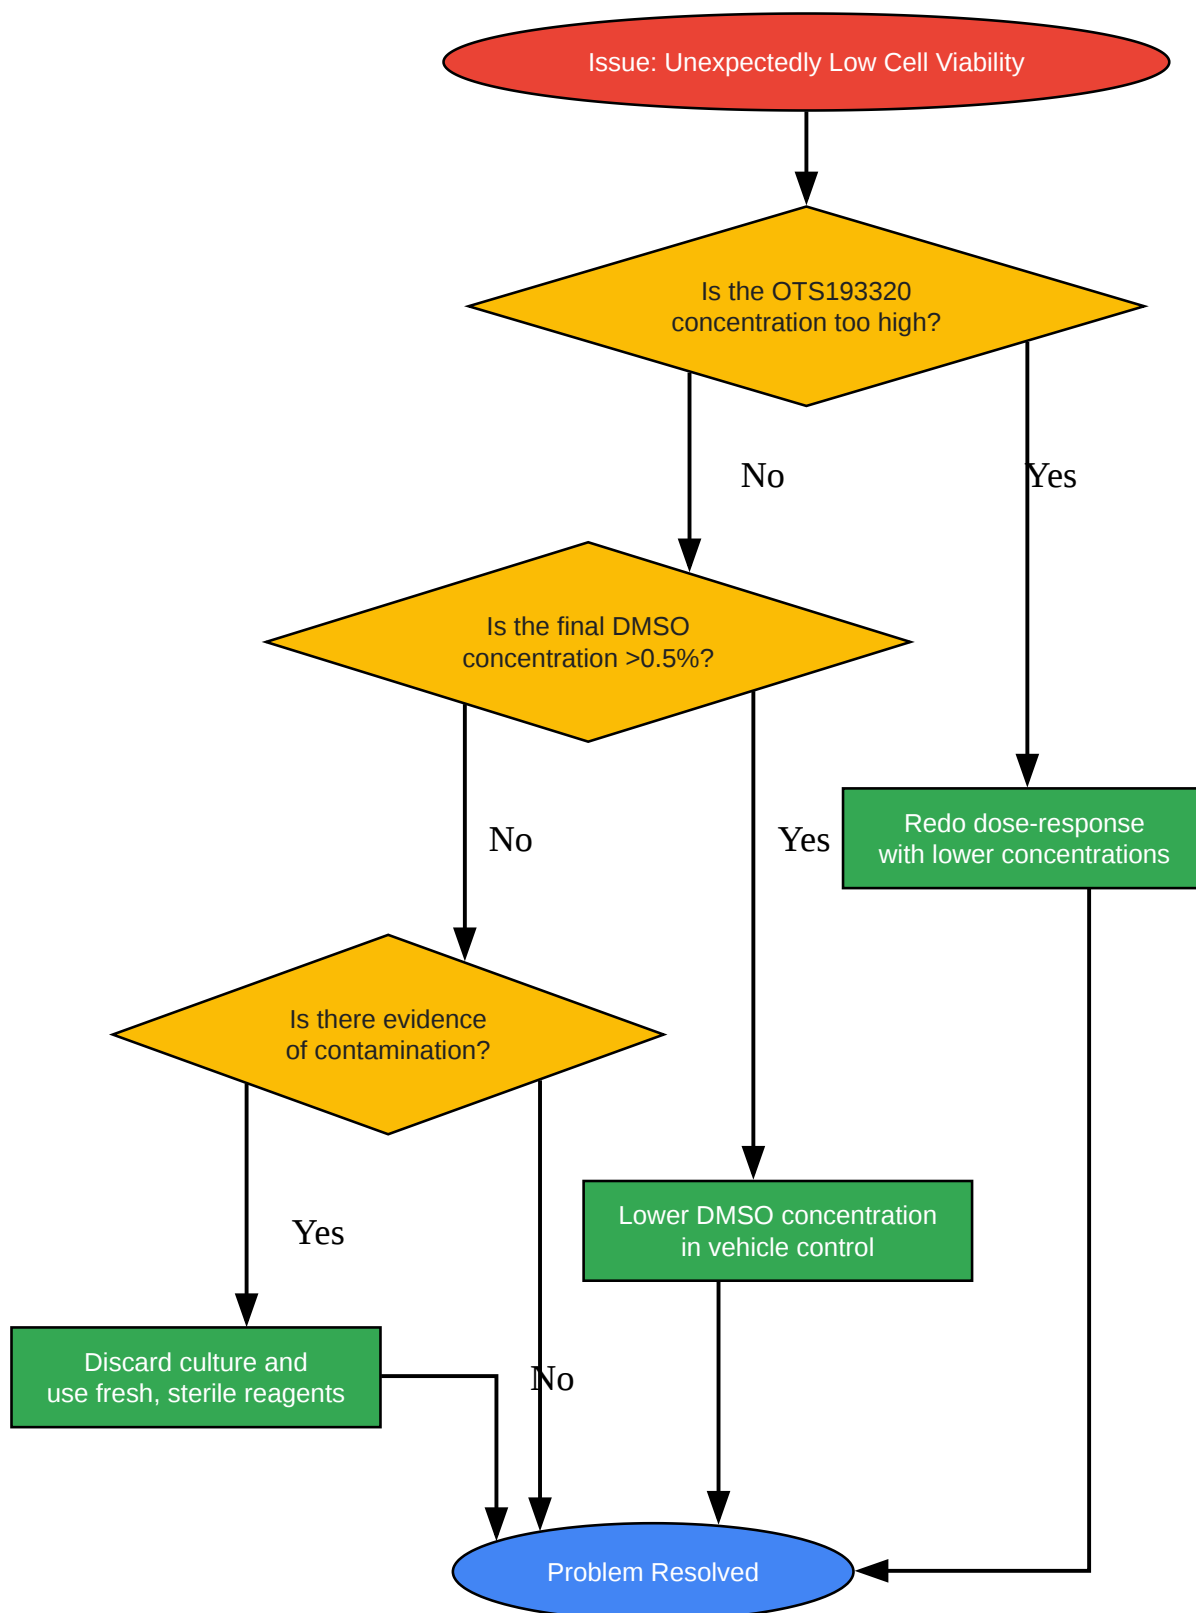 Issue: Unexpectedly Low Cell Viability
Is the OTS193320
concentration too high?
No
Yes
Is the final DMSO
concentration >0.5%?
No
Yes
Redo dose-response
with lower concentrations
Is there evidence
of contamination?
Yes
Lower DMSO concentration
in vehicle control
Discard culture and
use fresh, sterile reagents
No
Problem Resolved